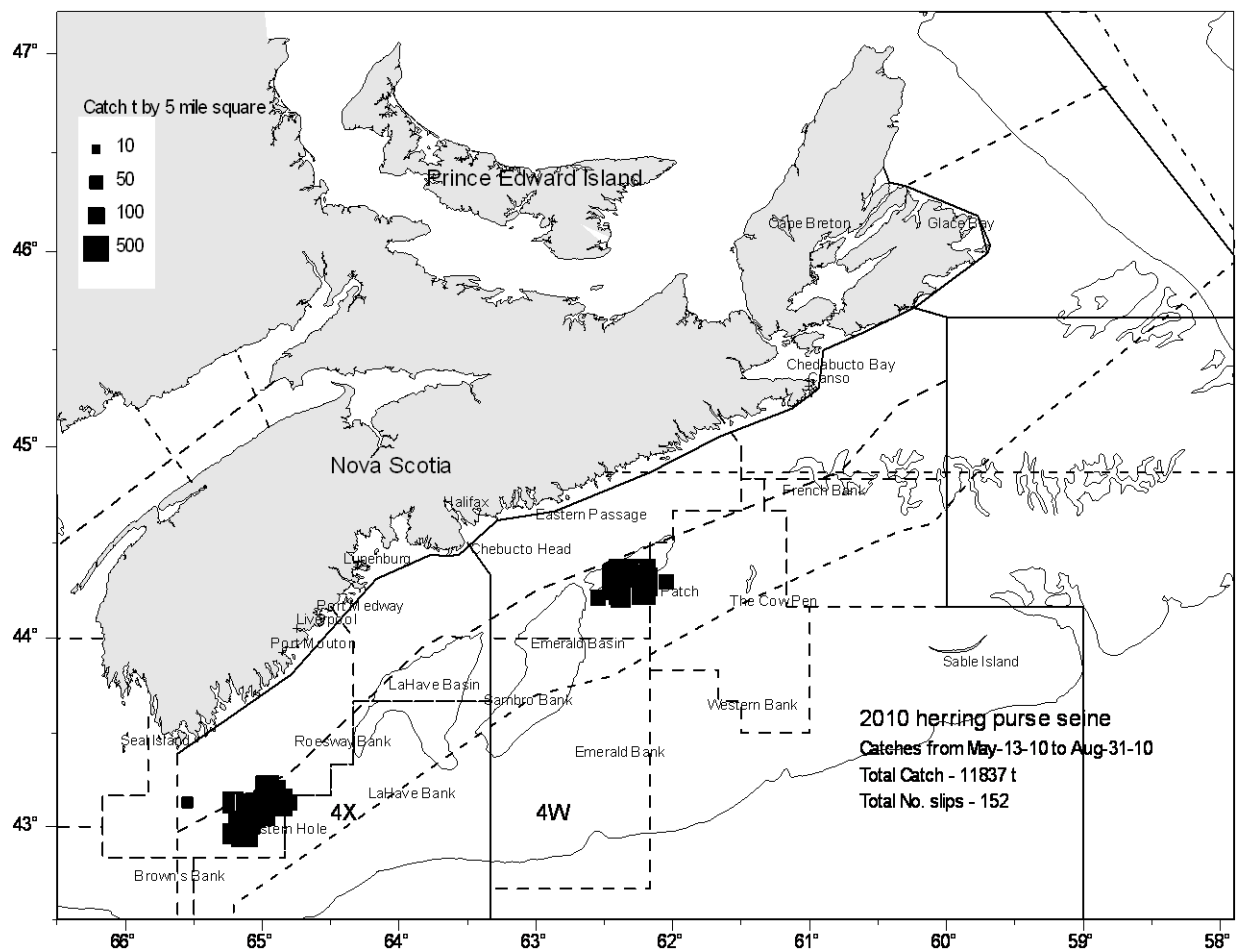 47°
46°
45°
44°
43°
Catch t by 5 mile square
10
50
100
500
Prince Edward Island
Cape Breton
Glace Bay
Chedabucto Bay
Canso
Nova Scotia
Halifax
Eastern Passage
French Bank
Chebucto Head
Lunenburg
Patch
The Cow Pen
Port Medway
Liverpool
Port Mouton
Emerald Basin
Sable Island
LaHave Basin
Sambro Bank
Western Bank
Seal Island
Roesway Bank
Emerald Bank
LaHave Bank
2010 herring purse seine
Catches from May-13-10 to Aug-31-10
Total Catch - 11837 t
Total No. slips - 152
4X
4W
stern Hole
Brown's Bank
66°
65°
64°
63°
62°
61°
60°
59°
58°